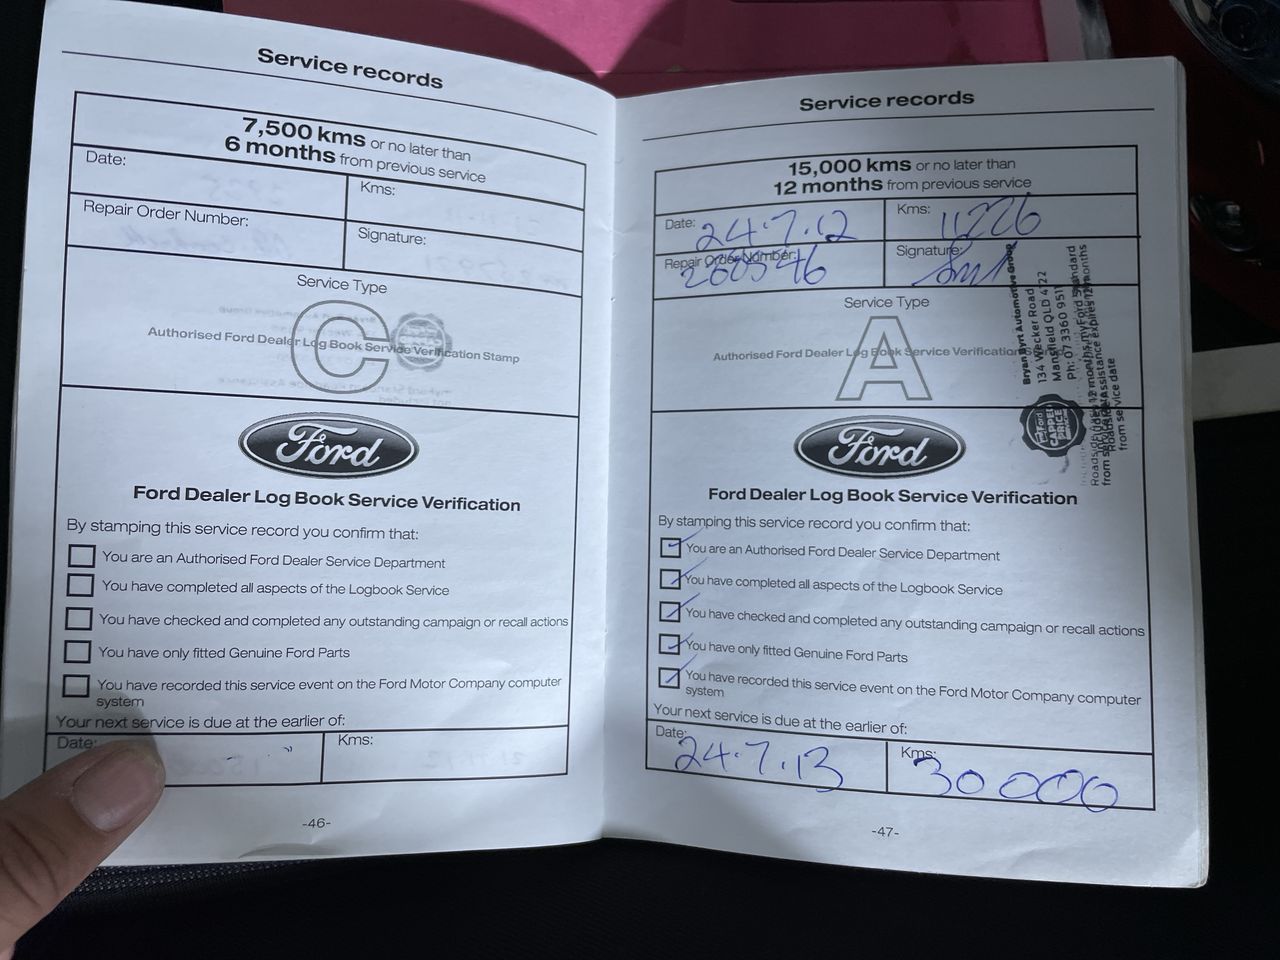 Service records
7,500 kms or no later than
6 months from previous service
Date:
Kms:
Repair Order Number:
Signature:
Service Type
C
Authorised Ford Dealer Log Book Service Verification Stamp
Ford
Ford Dealer Log Book Service Verification
By stamping this service record you confirm that:
You are an Authorised Ford Dealer Service Department
You have completed all aspects of the Logbook Service
You have checked and completed any outstanding campaign or recall actions
You have only fitted Genuine Ford Parts
You have recorded this service event on the Ford Motor Company computer
system
Your next service is due at the earlier of:
Date:
Kms:
-46-
Service records
15,000 kms or no later than
12 months from previous service
Date: 24.7.12
Kms: 11226
Repair Order Number: 260546
Signature:
Service Type
A
Authorised Ford Dealer Log Book Service Verification
Bryan Byrt Automotive Group
134 Wecker Road
Mansfield QLD 4122
Ph: 07 3360 9511
Ford
CAPPED
PRICE
from service date
Ford
Ford Dealer Log Book Service Verification
By stamping this service record you confirm that:
You are an Authorised Ford Dealer Service Department
You have completed all aspects of the Logbook Service
You have checked and completed any outstanding campaign or recall actions
You have only fitted Genuine Ford Parts
You have recorded this service event on the Ford Motor Company computer
system
Your next service is due at the earlier of:
Date: 24.7.13
Kms: 30000
-47-